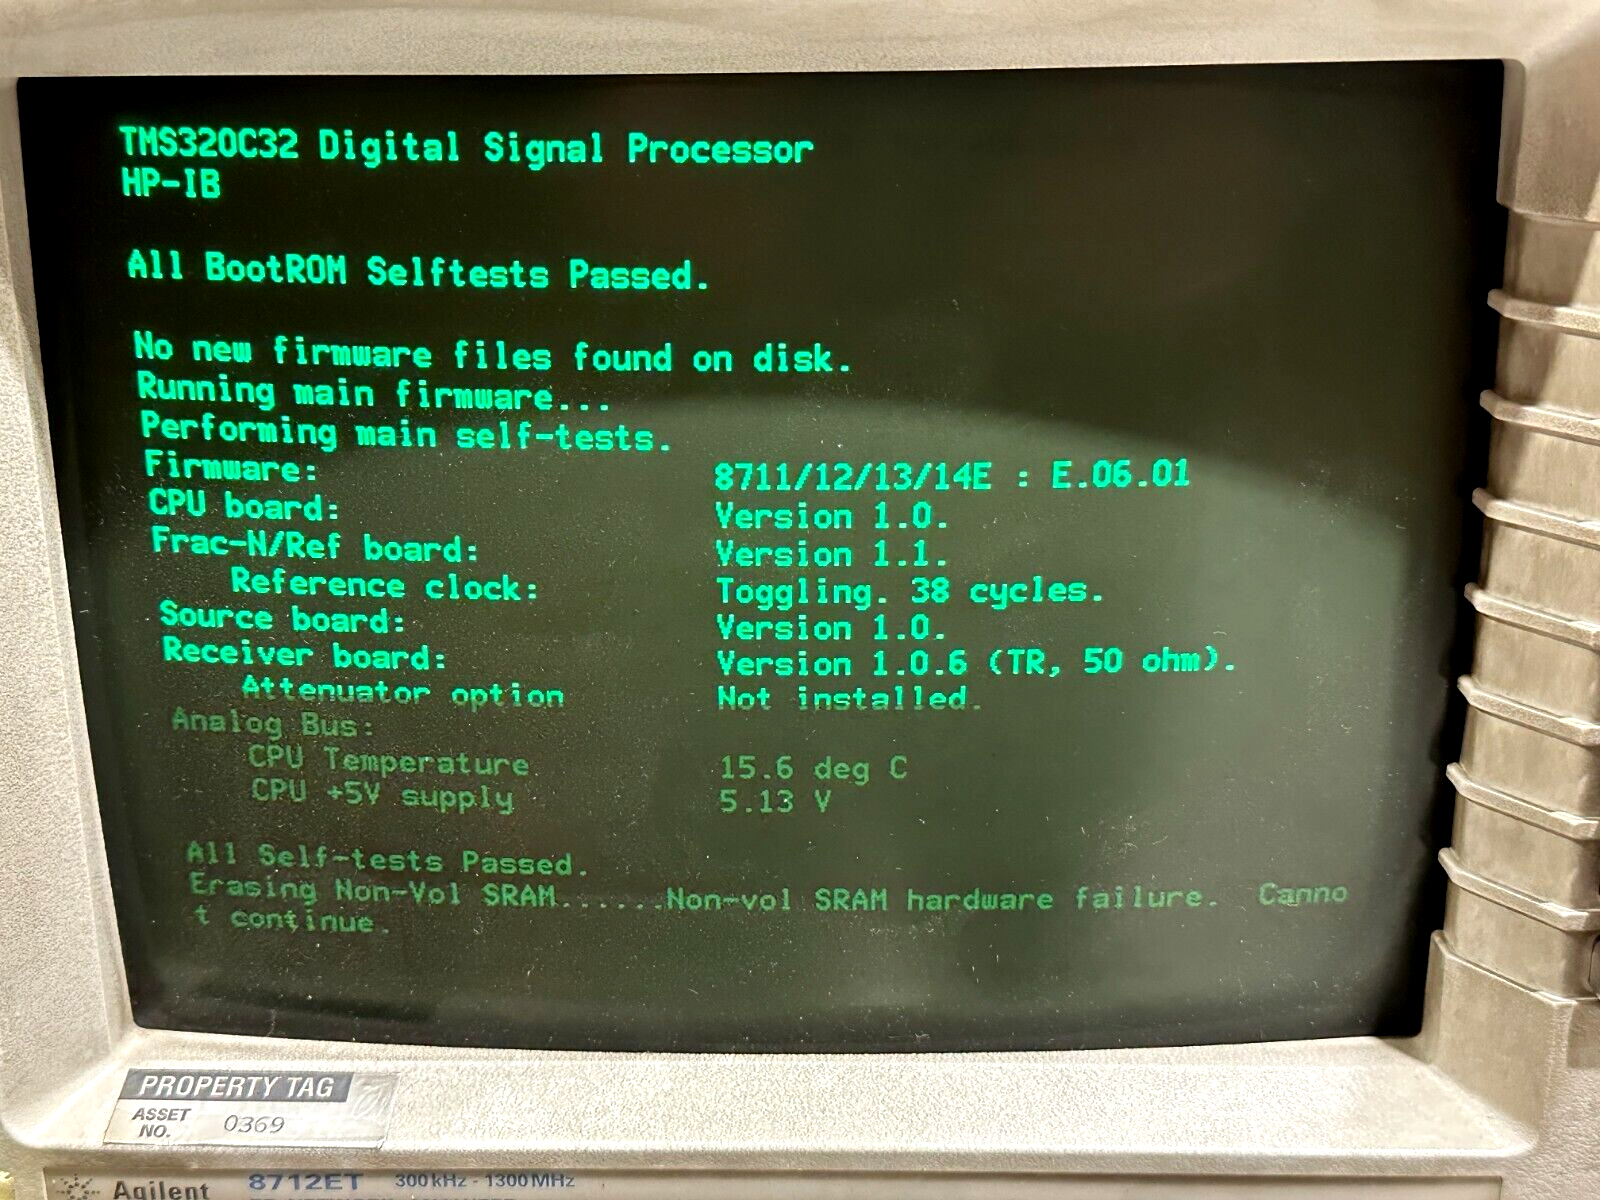 TMS320C32 Digital Signal Processor
HP-IB
All BootROM Selftests Passed.
No new firmware files found on disk.
Running main firmware...
Performing main self-tests.
Firmware: 8711/12/13/14E : E.06.01
CPU board: Version 1.0.
Frac-N/Ref board: Version 1.1.
Reference clock: Toggling. 38 cycles.
Source board: Version 1.0.
Receiver board: Version 1.0.6 (TR, 50 ohm).
Attenuator option Not installed.
Analog Bus:
CPU Temperature 15.6 deg C
CPU +5V supply 5.13 V
All Self-tests Passed.
Erasing Non-Vol SRAM......Non-vol SRAM hardware failure. Canno
t continue.
PROPERTY TAG
ASSET
NO. 0369
Agilent 8712ET 300kHz - 1300MHz